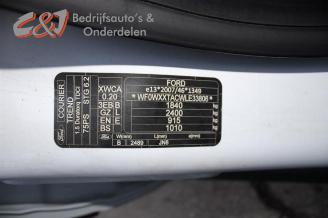 C&J Bedrijfsauto's &
Onderdelen
FORD
e13*2007/46*1349
*WF0WXXTACWLE33806*
XWCA
0.20
3EB B 1840
GZ L 2400
EN E 915
BS L 1010
COURIER
TREND
1.5 Duratorq TDCi
75PS STG 6.2
Ford
B 2489 JN6